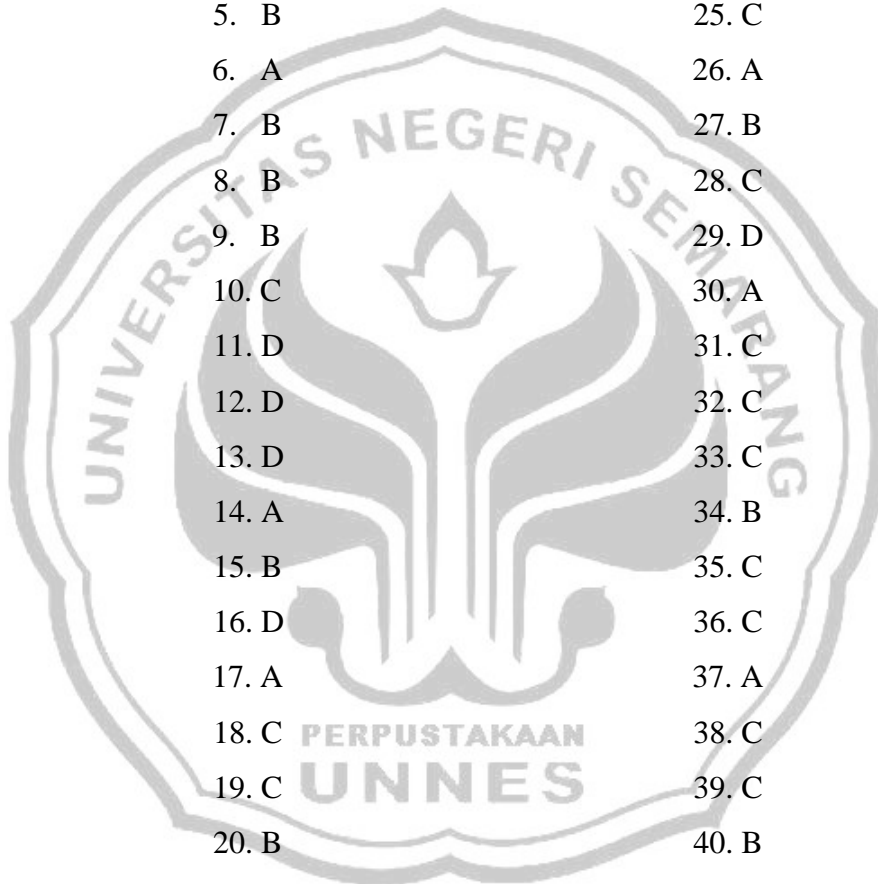 5. B
6. A
7. B
8. B
9. B
10. C
11. D
12. D
13. D
14. A
15. B
16. D
17. A
18. C
19. C
20. B
25. C
26. A
27. B
28. C
29. D
30. A
31. C
32. C
33. C
34. B
35. C
36. C
37. A
38. C
39. C
40. B
UNIVERSITAS NEGERI SEMARANG
PERPUSTAKAAN
UNNES